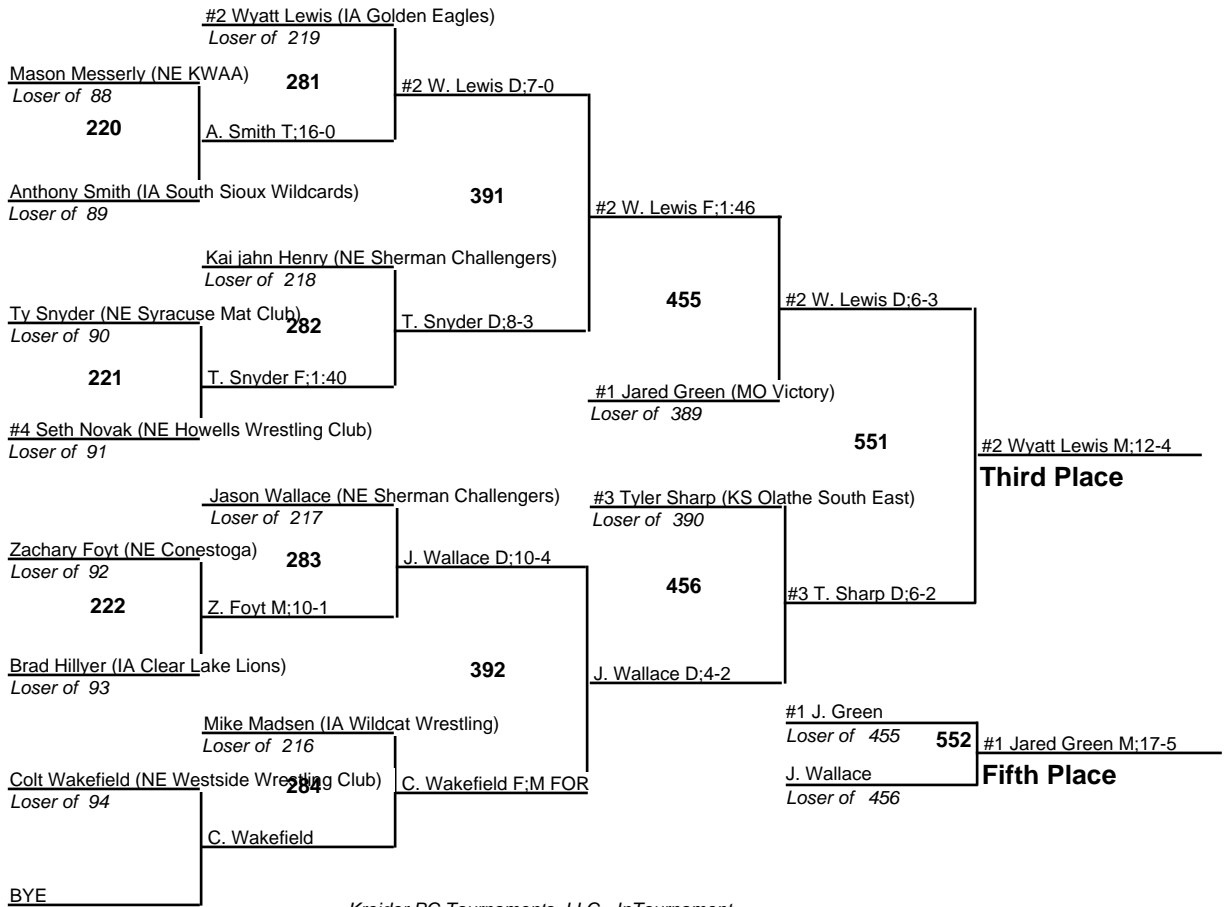 #2 Wyatt Lewis (IA Golden Eagles)
Loser of 219
Mason Messerly (NE KWAA)
Loser of 88
281
#2 W. Lewis D;7-0
220
A. Smith T;16-0
Anthony Smith (IA South Sioux Wildcards)
Loser of 89
391
#2 W. Lewis F;1:46
Kai jahn Henry (NE Sherman Challengers)
Loser of 218
455
#2 W. Lewis D;6-3
Ty Snyder (NE Syracuse Mat Club)
Loser of 90
282
T. Snyder D;8-3
221
T. Snyder F;1:40
#1 Jared Green (MO Victory)
Loser of 389
#4 Seth Novak (NE Howells Wrestling Club)
Loser of 91
551
#2 Wyatt Lewis M;12-4
Third Place
Jason Wallace (NE Sherman Challengers)
Loser of 217
#3 Tyler Sharp (KS Olathe South East)
Loser of 390
Zachary Foyt (NE Conestoga)
Loser of 92
283
J. Wallace D;10-4
456
#3 T. Sharp D;6-2
222
Z. Foyt M;10-1
Brad Hillyer (IA Clear Lake Lions)
Loser of 93
392
J. Wallace D;4-2
Mike Madsen (IA Wildcat Wrestling)
Loser of 216
#1 J. Green
Loser of 455
552
#1 Jared Green M;17-5
Fifth Place
Colt Wakefield (NE Westside Wrestling Club)
Loser of 94
284
C. Wakefield F;M FOR
J. Wallace
Loser of 456
C. Wakefield
BYE